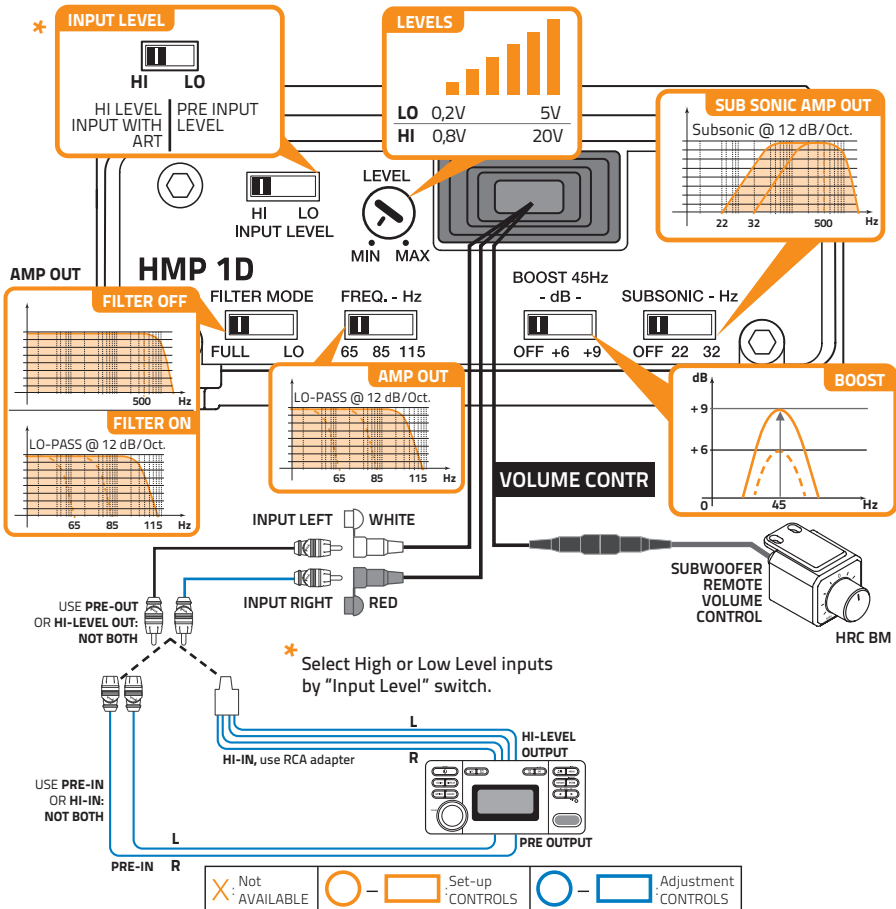 * INPUT LEVEL
HI LO
HI LEVEL INPUT WITH ART
PRE INPUT LEVEL
LEVELS
LO 0,2V 5V
HI 0,8V 20V
SUB SONIC AMP OUT
Subsonic @ 12 dB/Oct.
22 32 500 Hz
HI LO
INPUT LEVEL
LEVEL
MIN MAX
HMP 1D
AMP OUT
FILTER OFF
500 Hz
FILTER ON
LO-PASS @ 12 dB/Oct.
65 85 115 Hz
FILTER MODE
FULL LO
FREQ. - Hz
65 85 115
AMP OUT
LO-PASS @ 12 dB/Oct.
65 85 115 Hz
BOOST 45Hz
- dB -
OFF +6 +9
SUBSONIC - Hz
OFF 22 32
BOOST
dB
+9
+6
0 45 Hz
VOLUME CONTR
INPUT LEFT WHITE
INPUT RIGHT RED
SUBWOOFER
REMOTE
VOLUME
CONTROL
HRC BM
USE PRE-OUT
OR HI-LEVEL OUT:
NOT BOTH
* Select High or Low Level inputs
by “Input Level” switch.
L
R
HI-LEVEL
OUTPUT
HI-IN, use RCA adapter
USE PRE-IN
OR HI-IN:
NOT BOTH
PRE OUTPUT
L
PRE-IN R
X : Not AVAILABLE
– : Set-up CONTROLS
– : Adjustment CONTROLS